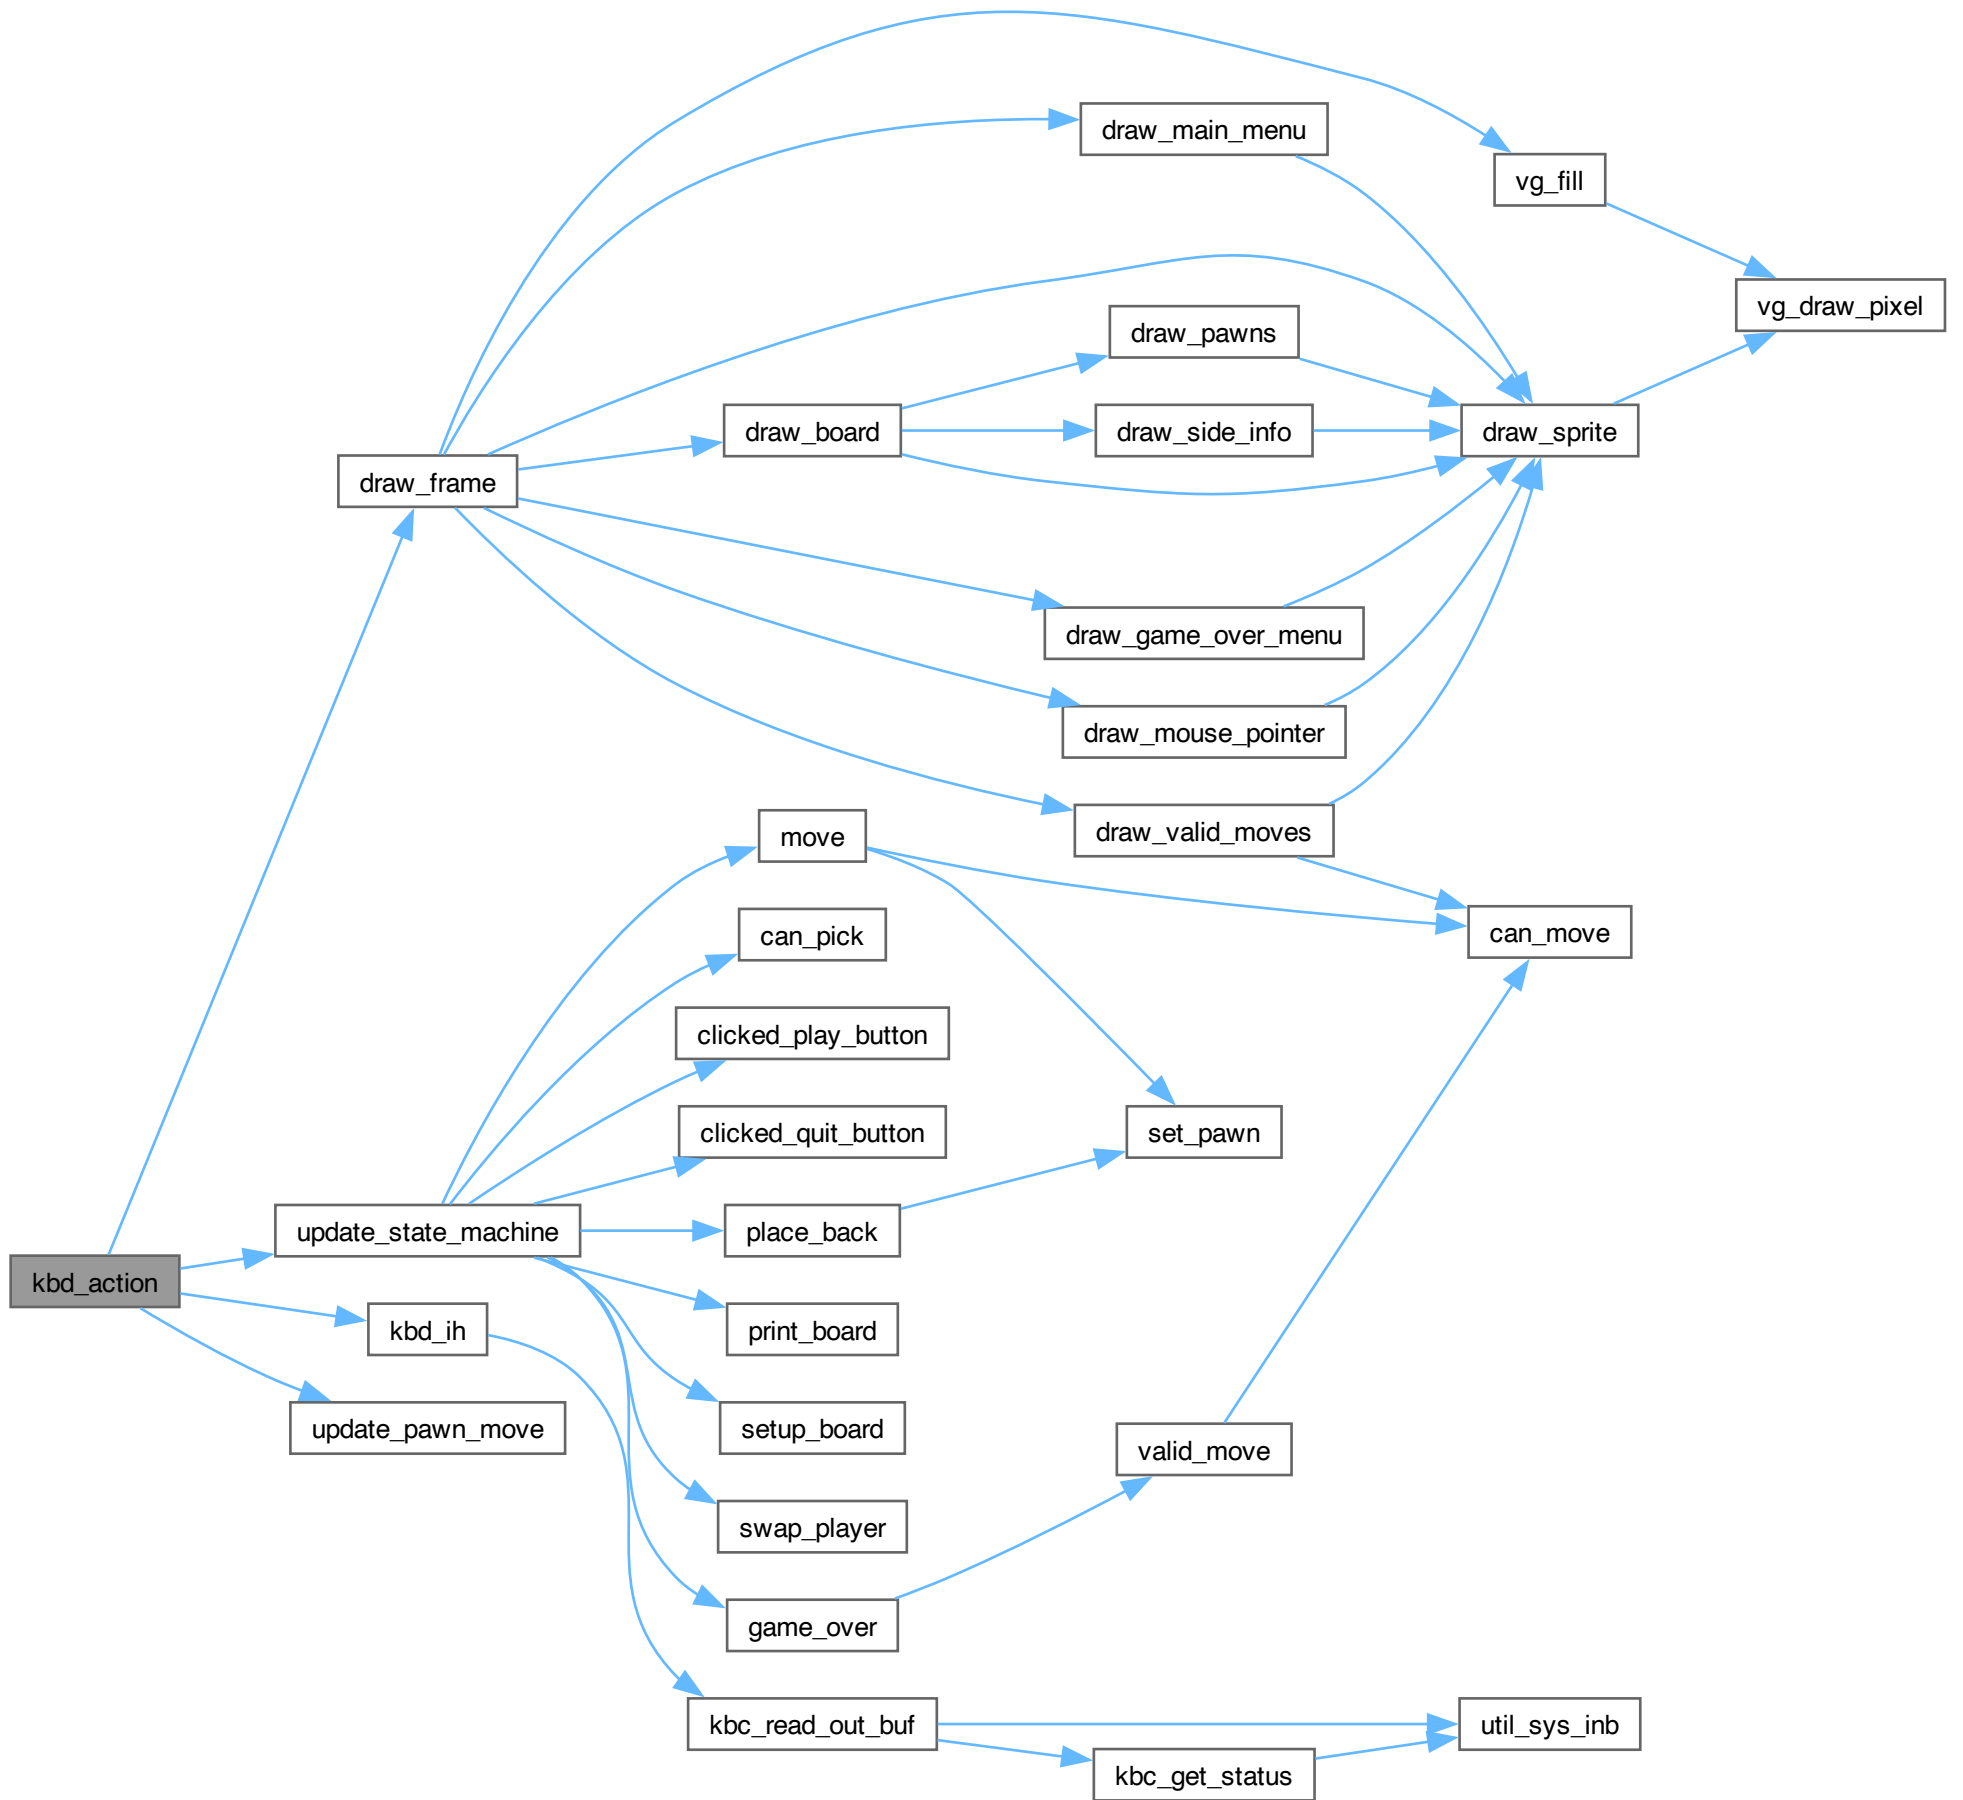 draw_main_menu
vg_fill
vg_draw_pixel
draw_pawns
draw_board
draw_side_info
draw_sprite
draw_frame
draw_game_over_menu
draw_mouse_pointer
move
draw_valid_moves
can_pick
can_move
clicked_play_button
clicked_quit_button
set_pawn
update_state_machine
place_back
kbd_action
kbd_ih
print_board
update_pawn_move
setup_board
valid_move
swap_player
game_over
kbc_read_out_buf
util_sys_inb
kbc_get_status